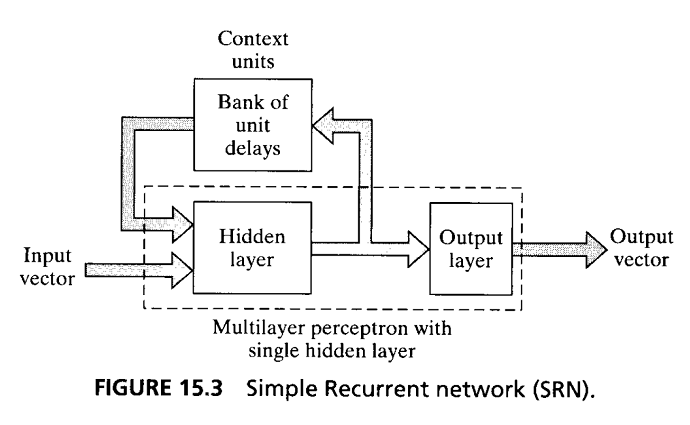 Context
units
Bank of
unit
delays
Input
vector
Hidden
layer
Output
layer
Output
vector
Multilayer perceptron with
single hidden layer
FIGURE 15.3 Simple Recurrent network (SRN).